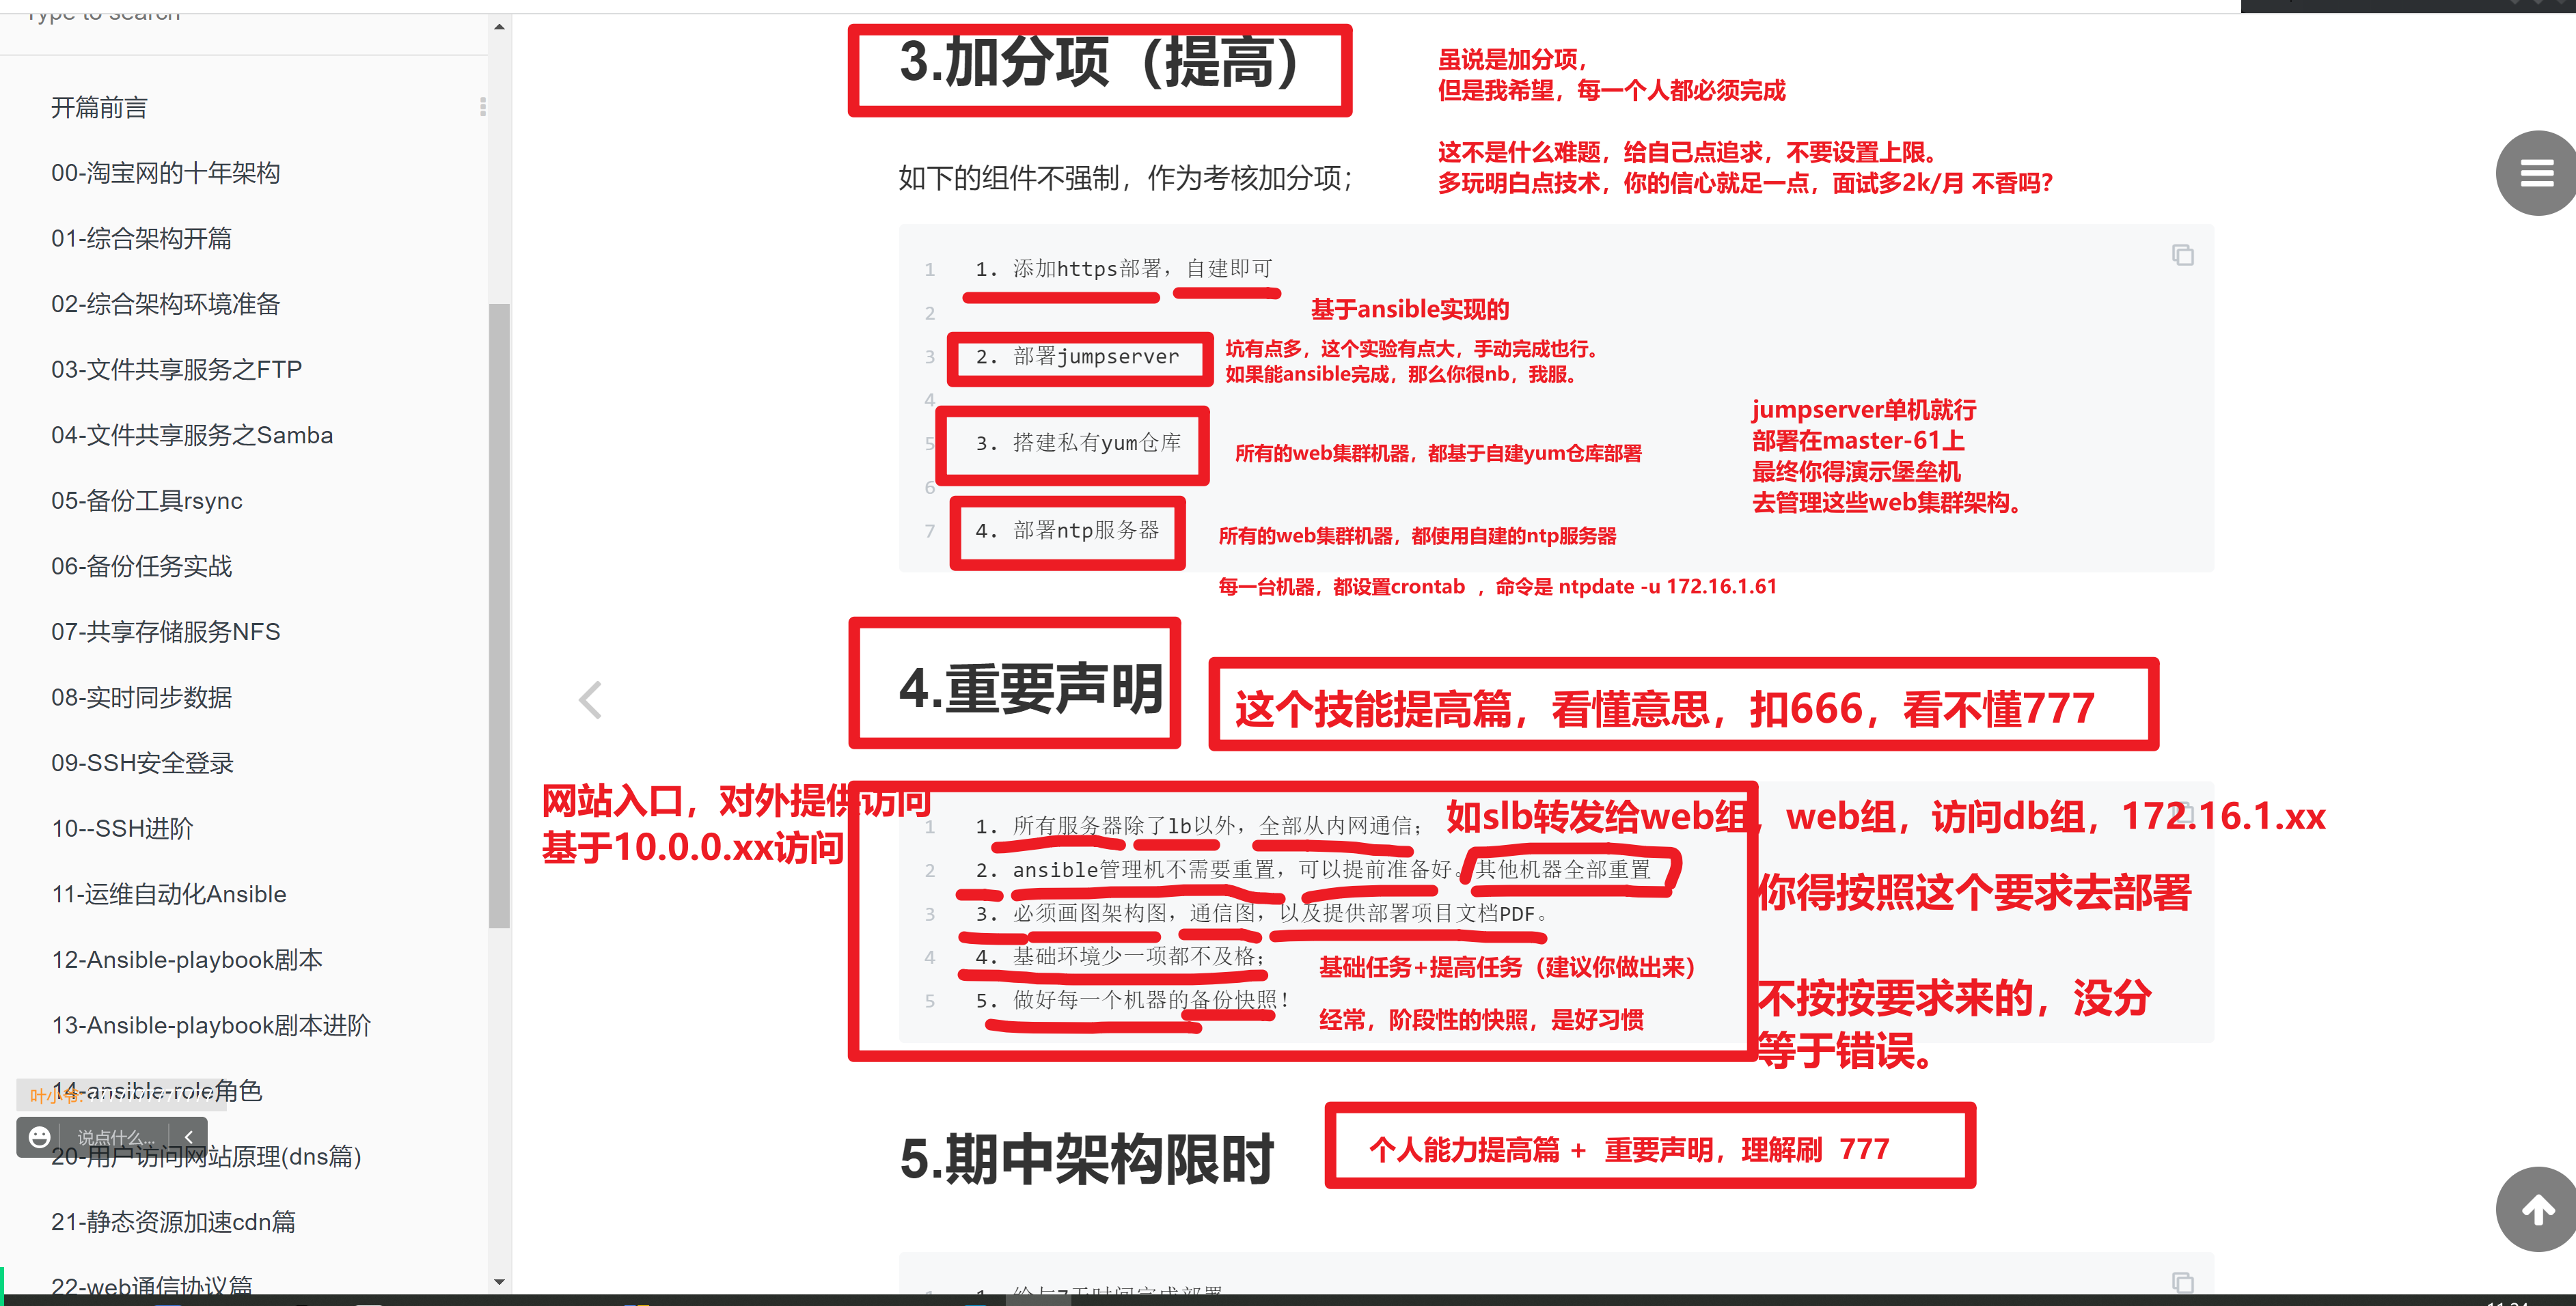 Type to search
开篇前言
00-淘宝网的十年架构
01-综合架构开篇
02-综合架构环境准备
03-文件共享服务之FTP
04-文件共享服务之Samba
05-备份工具rsync
06-备份任务实战
07-共享存储服务NFS
08-实时同步数据
09-SSH安全登录
10--SSH进阶
11-运维自动化Ansible
12-Ansible-playbook剧本
13-Ansible-playbook剧本进阶
14-ansible-role角色
说点什么...
20-用户访问网站原理(dns篇)
21-静态资源加速cdn篇
22-web通信协议篇
3.加分项（提高）
虽说是加分项，
但是我希望，每一个人都必须完成
这不是什么难题，给自己点追求，不要设置上限。
多玩明白点技术，你的信心就足一点，面试多2k/月 不香吗？
如下的组件不强制，作为考核加分项；
1 1. 添加https部署，自建即可
2
基于ansible实现的
3 2. 部署jumpserver
坑有点多，这个实验有点大，手动完成也行。
如果能ansible完成，那么你很nb，我服。
4
jumpserver单机就行
部署在master-61上
最终你得演示堡垒机
去管理这些web集群架构。
5 3. 搭建私有yum仓库
所有的web集群机器，都基于自建yum仓库部署
6
7 4. 部署ntp服务器
所有的web集群机器，都使用自建的ntp服务器
每一台机器，都设置crontab ，命令是 ntpdate -u 172.16.1.61
4.重要声明
这个技能提高篇，看懂意思，扣666，看不懂777
网站入口，对外提供访问
基于10.0.0.xx访问
1 1. 所有服务器除了lb以外，全部从内网通信；
如slb转发给web组，web组，访问db组，172.16.1.xx
2 2. ansible管理机不需要重置，可以提前准备好。其他机器全部重置
你得按照这个要求去部署
3 3. 必须画图架构图，通信图，以及提供部署项目文档PDF。
4 4. 基础环境少一项都不及格；
基础任务+提高任务（建议你做出来）
5 5. 做好每一个机器的备份快照！
经常，阶段性的快照，是好习惯
不按按要求来的，没分
等于错误。
5.期中架构限时
个人能力提高篇 + 重要声明，理解刷 777